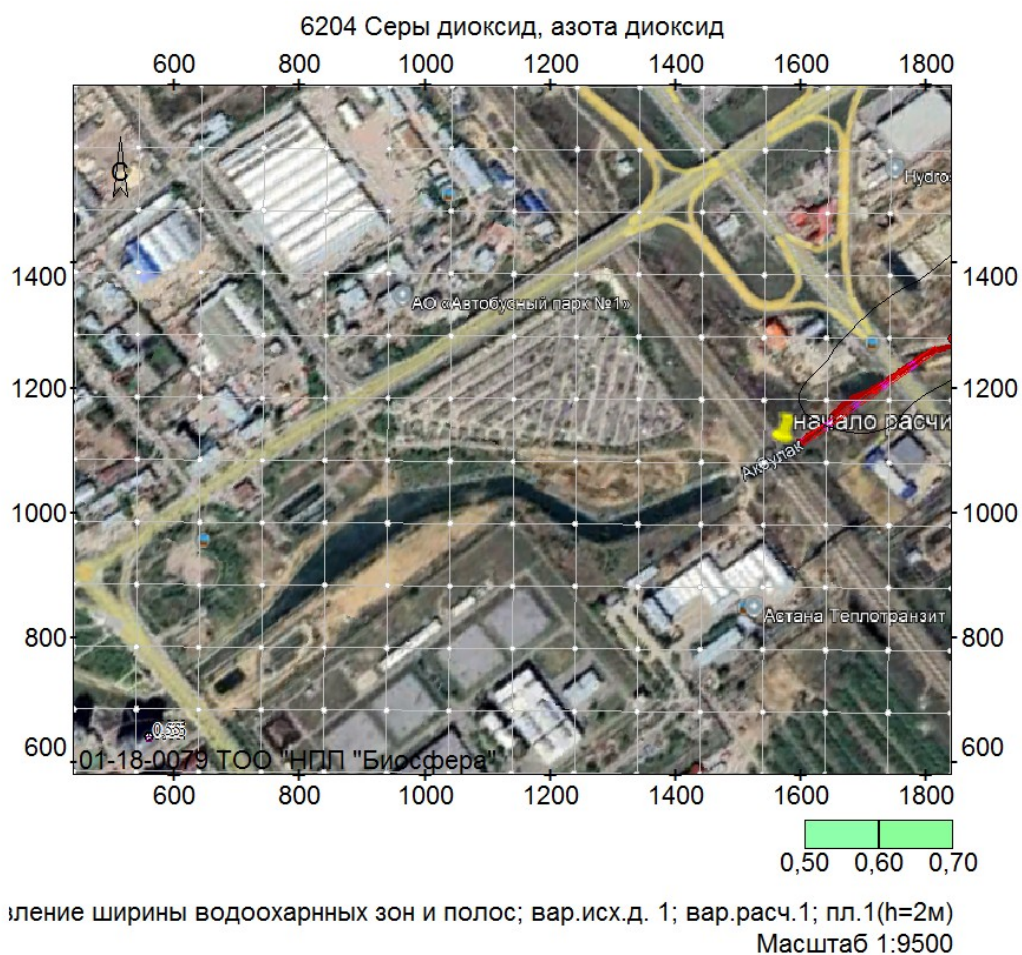 6204 Серы диоксид, азота диоксид
600 800 1000 1200 1400 1600 1800
С
Hydro
1400 1400
АО «Автобусный парк №1»
1200 1200
начало расчи
Акбулак
1000 1000
Астана Теплотранзит
800 800
600 600
-01-18-0079 ТОО "НПП "Биосфера"
600 800 1000 1200 1400 1600 1800
0,50 0,60 0,70
вление ширины водоохарнных зон и полос; вар.исх.д. 1; вар.расч.1; пл.1(h=2м)
Масштаб 1:9500